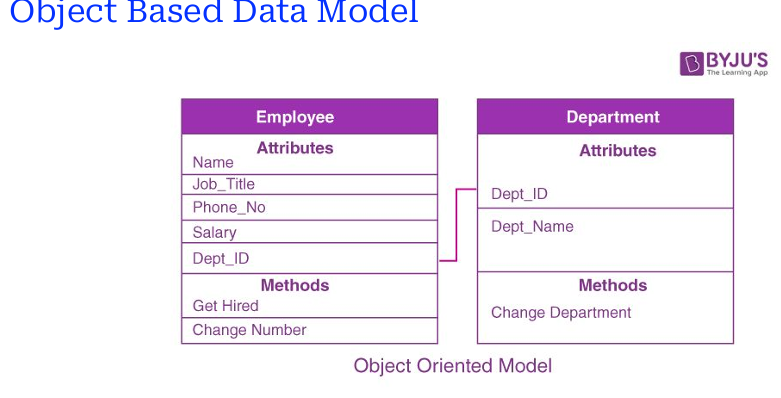 Object Based Data Model
BYJU'S
The Learning App
Employee
Attributes
Name
Job_Title
Phone_No
Salary
Dept_ID
Methods
Get Hired
Change Number
Department
Attributes
Dept_ID
Dept_Name
Methods
Change Department
Object Oriented Model